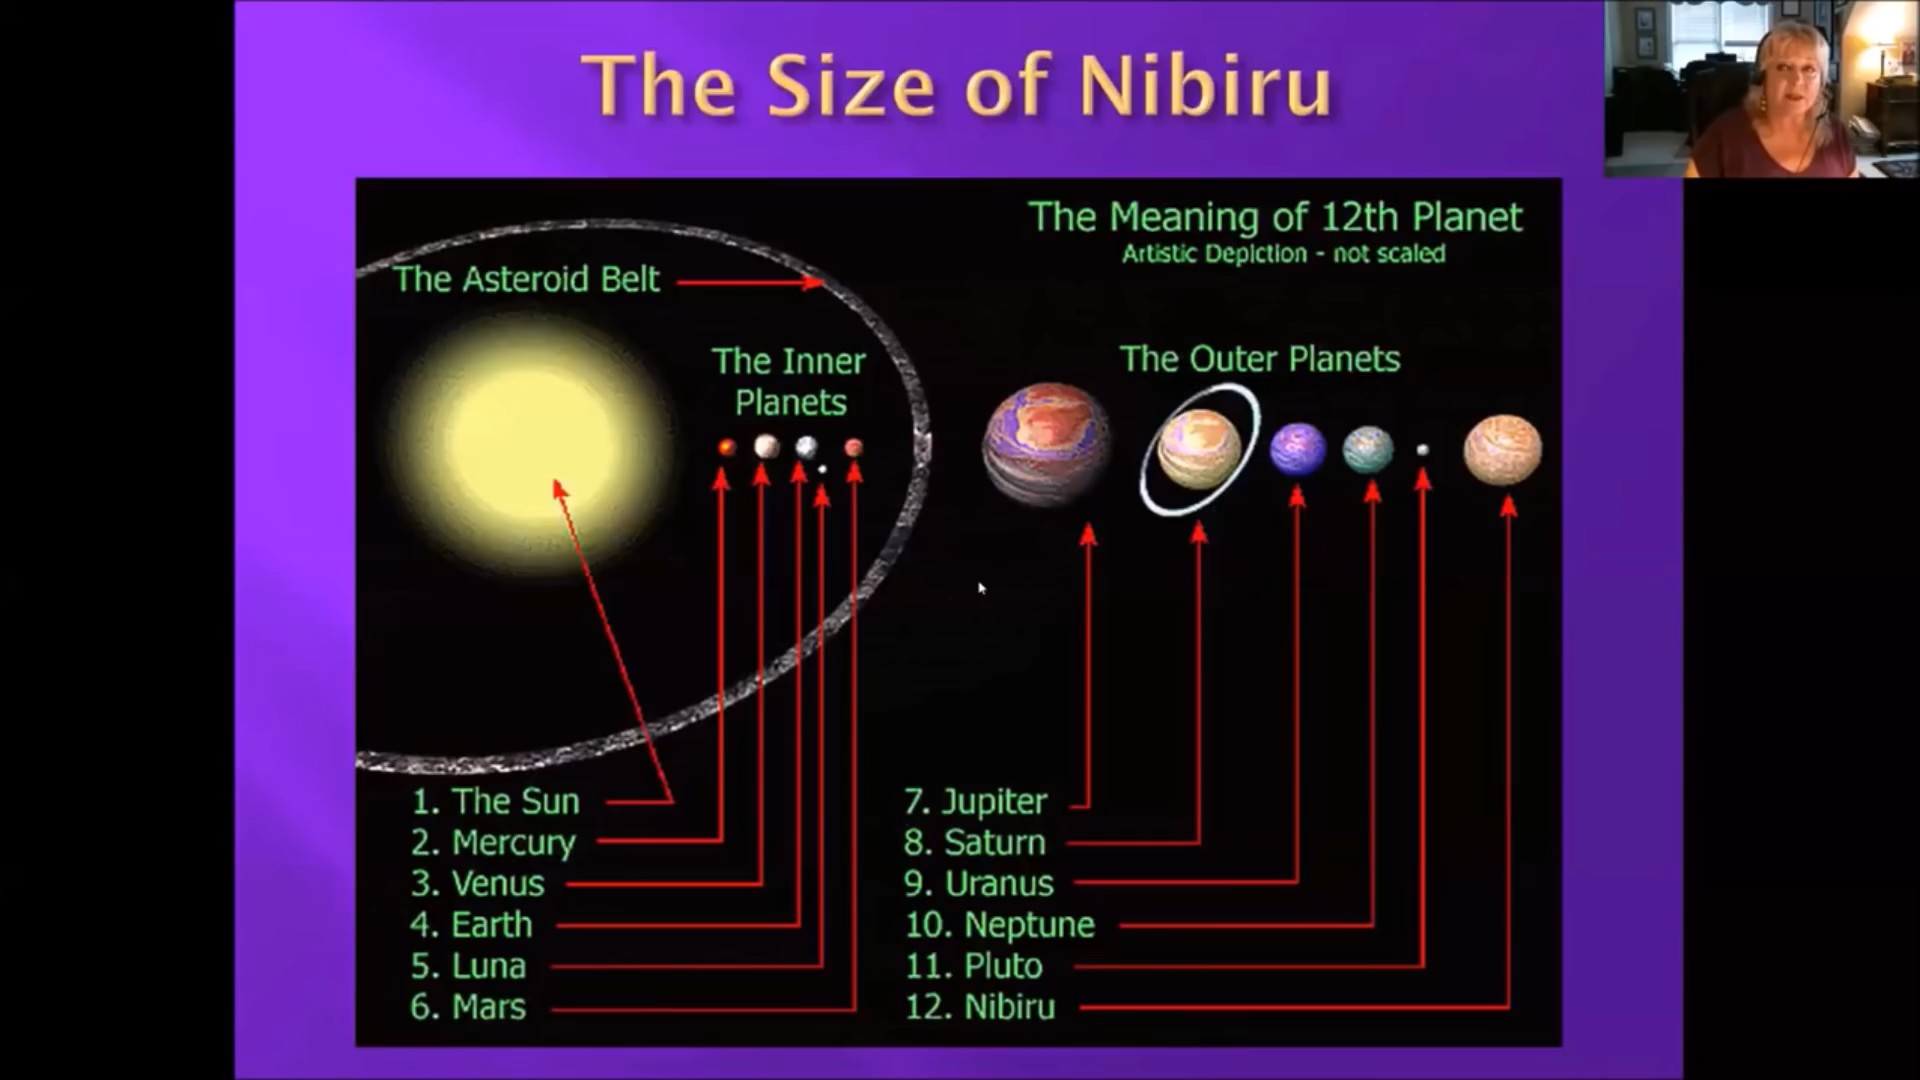 The Size of Nibiru
The Meaning of 12th Planet
Artistic Depiction - not scaled
The Asteroid Belt
The Inner
Planets
The Outer Planets
1. The Sun
2. Mercury
3. Venus
4. Earth
5. Luna
6. Mars
7. Jupiter
8. Saturn
9. Uranus
10. Neptune
11. Pluto
12. Nibiru